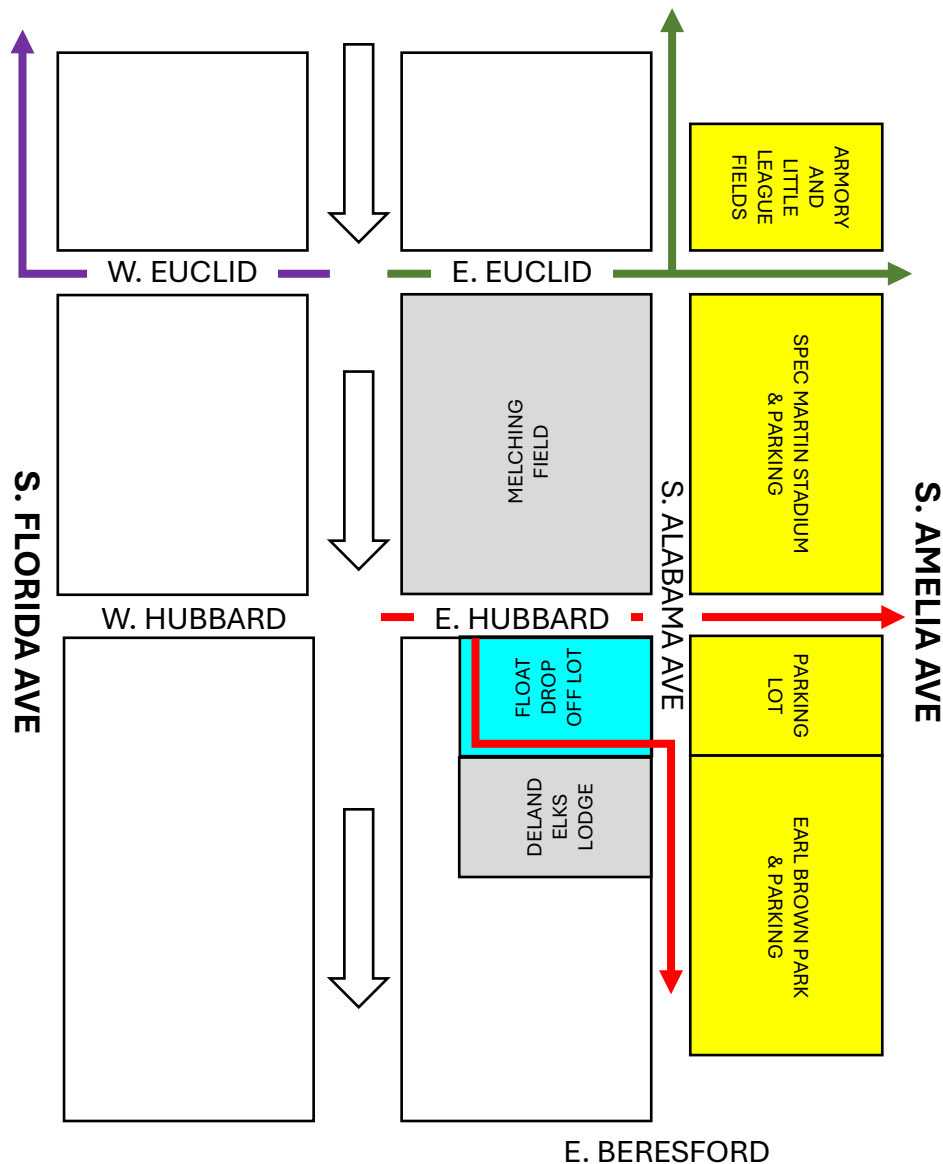 ARMORY
AND
LITTLE
LEAGUE
FIELDS
W. EUCLID
E. EUCLID
MELCHING
FIELD
SPEC MARTIN STADIUM
& PARKING
S. FLORIDA AVE
S. ALABAMA AVE
S. AMELIA AVE
W. HUBBARD
E. HUBBARD
FLOAT
DROP
OFF LOT
PARKING
LOT
DELAND
ELKS
LODGE
EARL BROWN PARK
& PARKING
E. BERESFORD